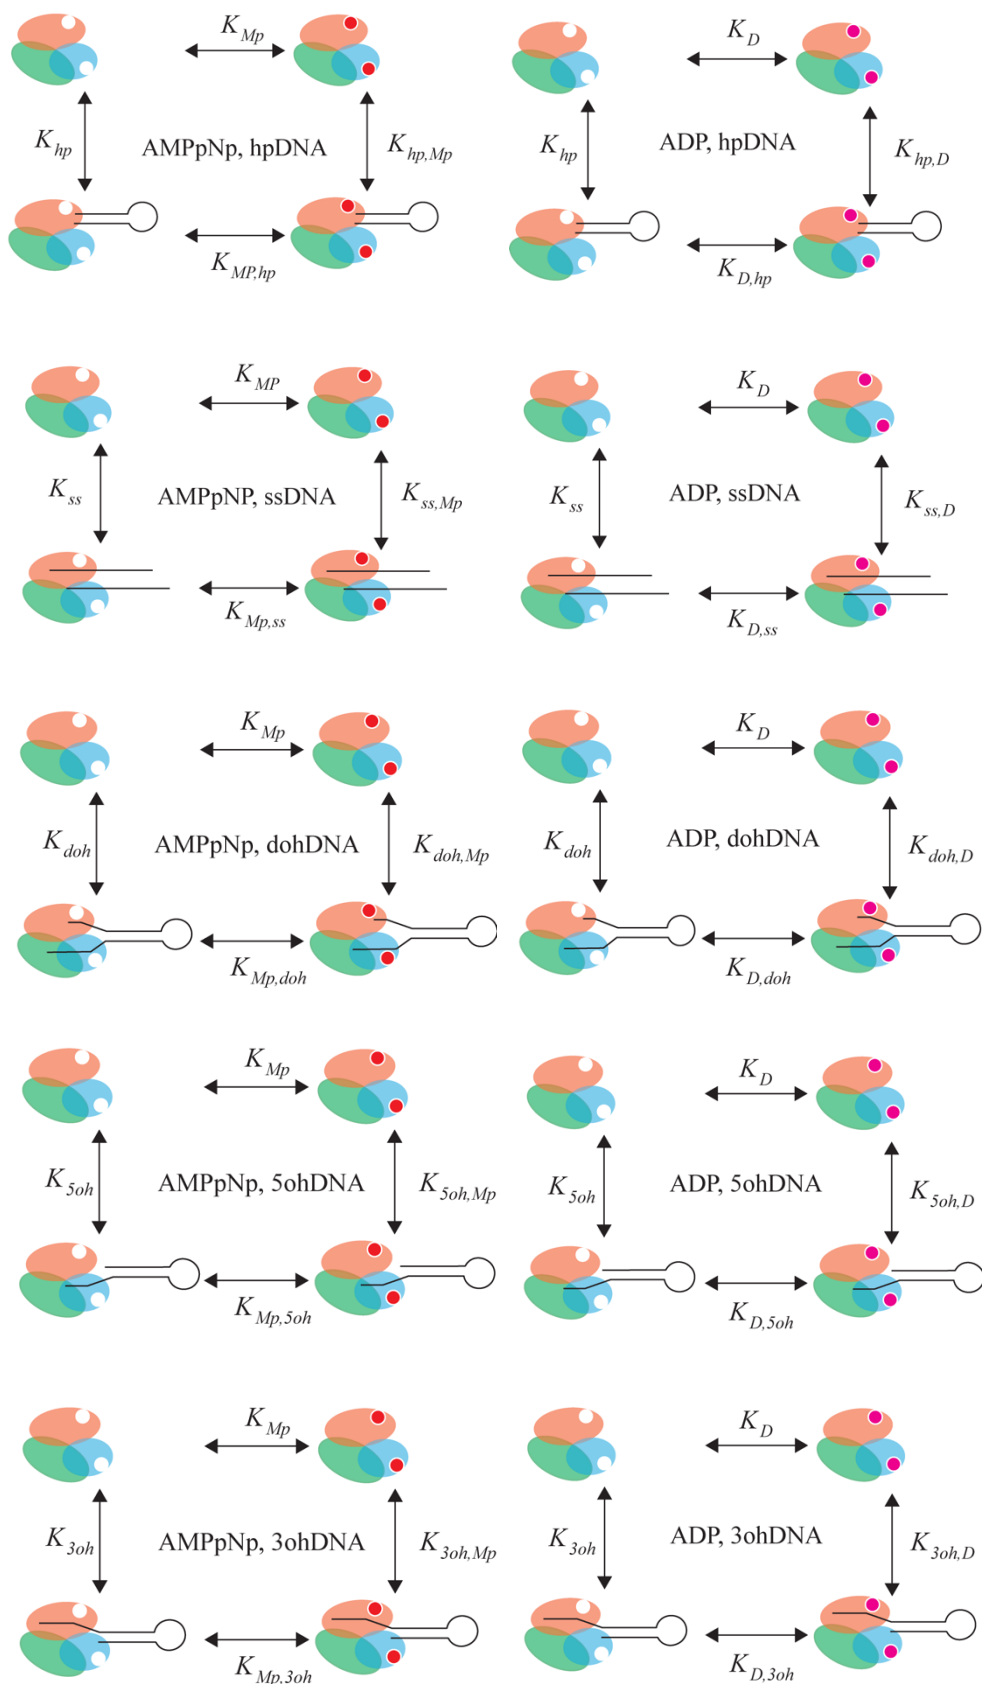 K_Mp
K_hp
AMPpNp, hpDNA
K_hp,Mp
K_MP,hp
K_D
K_hp
ADP, hpDNA
K_hp,D
K_D,hp
K_MP
K_ss
AMPpNP, ssDNA
K_ss,Mp
K_Mp,ss
K_D
K_ss
ADP, ssDNA
K_ss,D
K_D,ss
K_Mp
K_doh
AMPpNp, dohDNA
K_doh,Mp
K_Mp,doh
K_D
K_doh
ADP, dohDNA
K_doh,D
K_D,doh
K_Mp
K_5oh
AMPpNp, 5ohDNA
K_5oh,Mp
K_Mp,5oh
K_D
K_5oh
ADP, 5ohDNA
K_5oh,D
K_D,5oh
K_Mp
K_3oh
AMPpNp, 3ohDNA
K_3oh,Mp
K_Mp,3oh
K_D
K_3oh
ADP, 3ohDNA
K_3oh,D
K_D,3oh